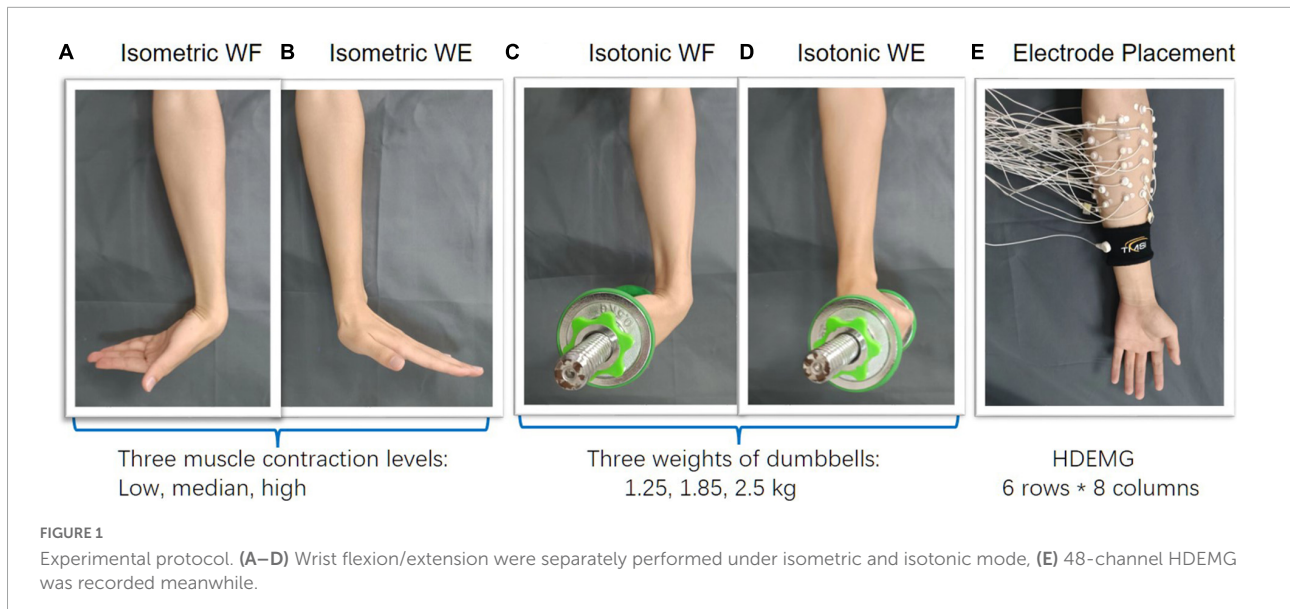 A Isometric WF B Isometric WE C Isotonic WF D Isotonic WE E Electrode Placement
TMSi
Three muscle contraction levels:
Low, median, high
Three weights of dumbbells:
1.25, 1.85, 2.5 kg
HDEMG
6 rows * 8 columns
FIGURE 1
Experimental protocol. (A–D) Wrist flexion/extension were separately performed under isometric and isotonic mode, (E) 48-channel HDEMG
was recorded meanwhile.